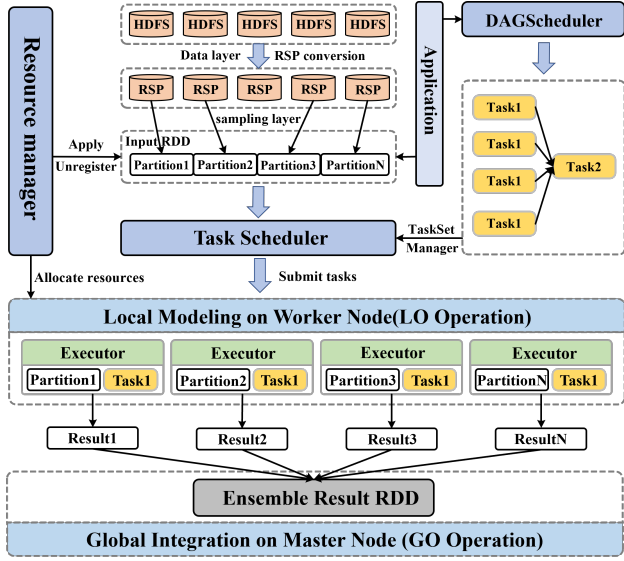 HDFS HDFS HDFS HDFS HDFS
Data layer RSP conversion
RSP RSP RSP RSP RSP
sampling layer
Input RDD
Partition1 Partition2 Partition3 PartitionN
Resource manager
Apply
Unregister
Application
DAGScheduler
Task1
Task1
Task1
Task1
Task2
Task Scheduler
TaskSet
Manager
Allocate resources
Submit tasks
Local Modeling on Worker Node(LO Operation)
Executor Executor Executor Executor
Partition1 Task1 Partition2 Task1 Partition3 Task1 PartitionN Task1
Result1 Result2 Result3 ResultN
Ensemble Result RDD
Global Integration on Master Node (GO Operation)